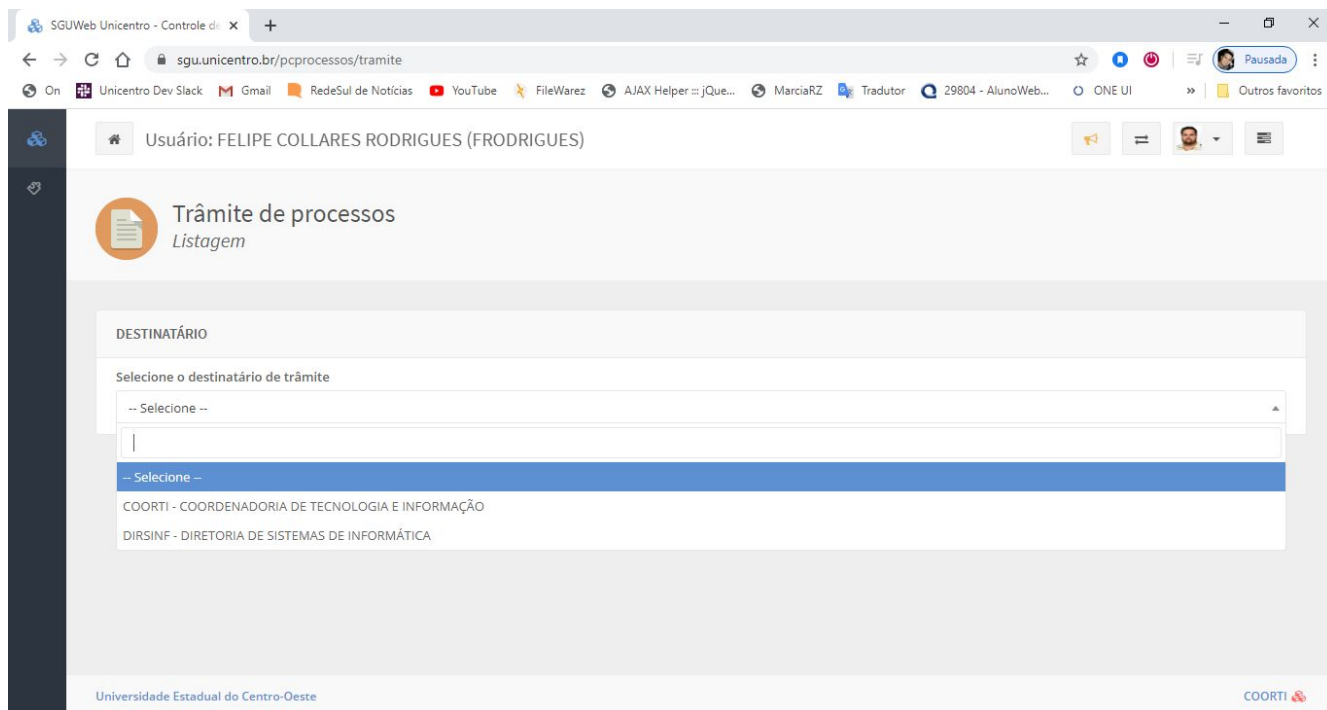 SGUWeb Unicentro - Controle de
sgu.unicentro.br/pcprocessos/tramite
Pausada
On Unicentro Dev Slack Gmail RedeSul de Notícias YouTube FileWarez AJAX Helper ::: jQue... MarciaRZ Tradutor 29804 - AlunoWeb... ONE UI » Outros favoritos
Usuário: FELIPE COLLARES RODRIGUES (FRODRIGUES)
Trâmite de processos
Listagem
DESTINATÁRIO
Selecione o destinatário de trâmite
-- Selecione --
-- Selecione --
COORTI - COORDENADORIA DE TECNOLOGIA E INFORMAÇÃO
DIRSINF - DIRETORIA DE SISTEMAS DE INFORMÁTICA
Universidade Estadual do Centro-Oeste
COORTI